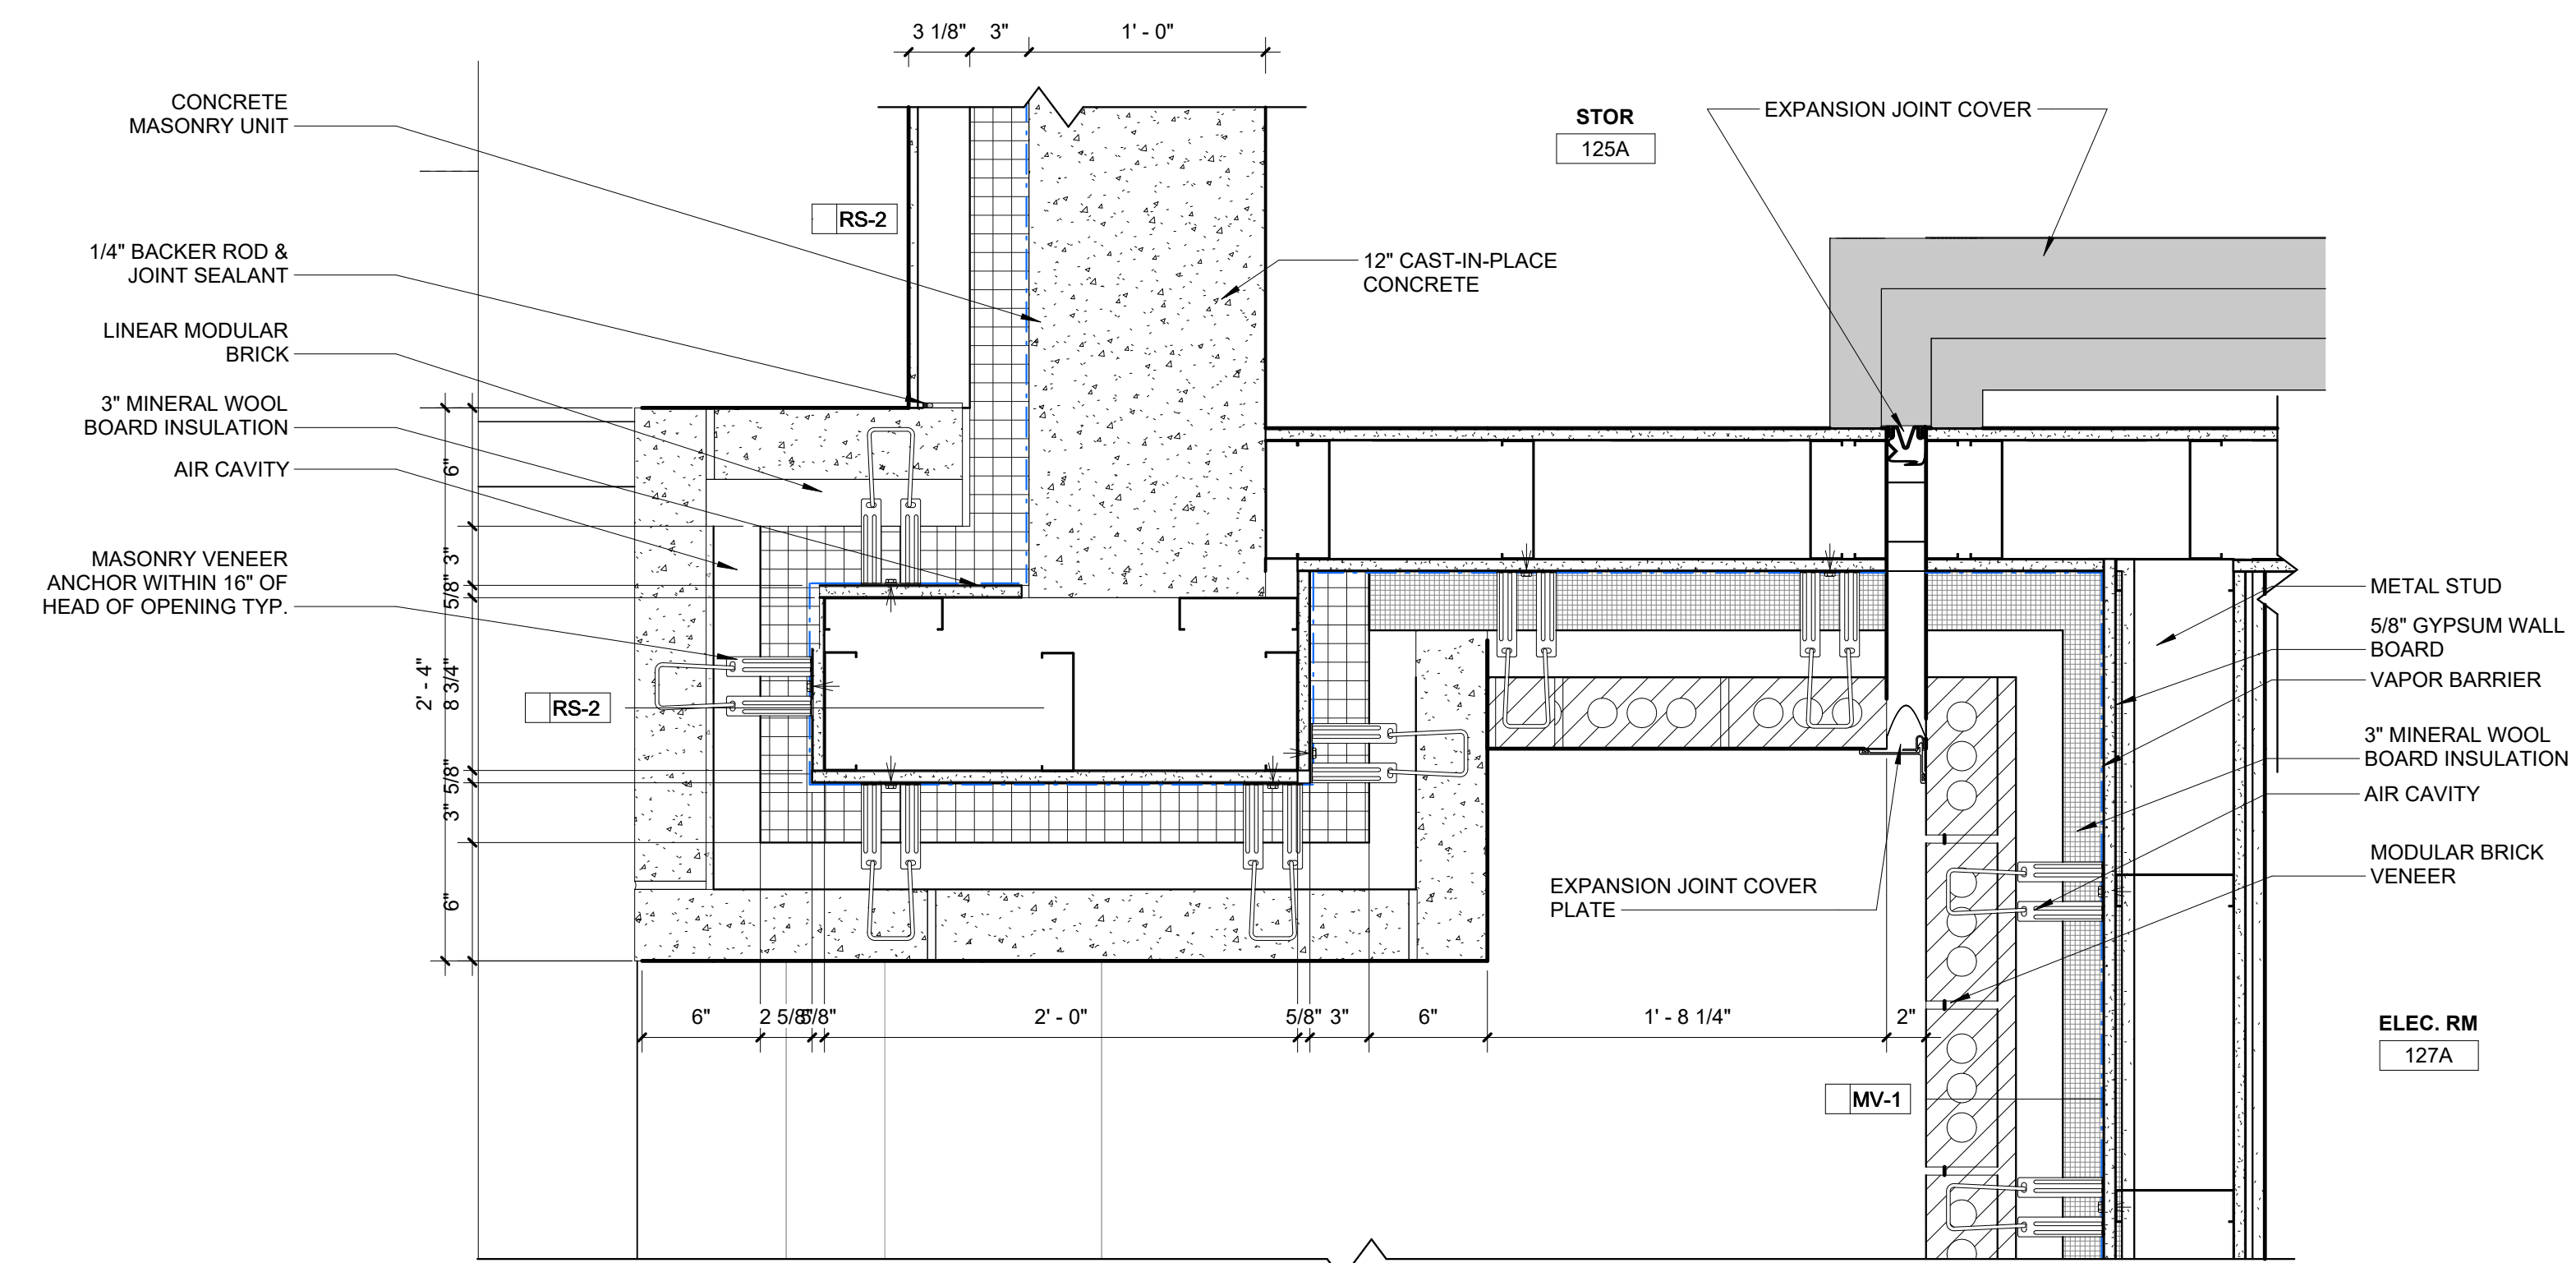 3 1/8" 3" 1' - 0"
CONCRETE
MASONRY UNIT
STOR
125A
EXPANSION JOINT COVER
RS-2
1/4" BACKER ROD &
JOINT SEALANT
12" CAST-IN-PLACE
CONCRETE
LINEAR MODULAR
BRICK
3" MINERAL WOOL
BOARD INSULATION
AIR CAVITY
MASONRY VENEER
ANCHOR WITHIN 16" OF
HEAD OF OPENING TYP.
6"
3"
5/8"
8 3/4"
5/8"
3"
6"
2' - 4"
RS-2
METAL STUD
5/8" GYPSUM WALL
BOARD
VAPOR BARRIER
3" MINERAL WOOL
BOARD INSULATION
AIR CAVITY
MODULAR BRICK
VENEER
EXPANSION JOINT COVER
PLATE
6" 2 5/8" 5/8" 2' - 0" 5/8" 3" 6" 1' - 8 1/4" 2"
ELEC. RM
127A
MV-1